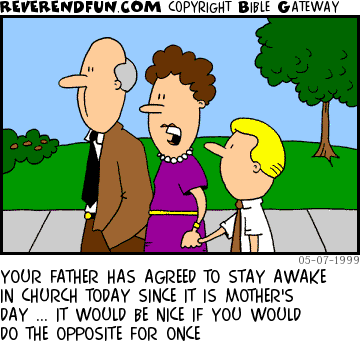 REVERENDFUN.COM COPYRIGHT BIBLE GATEWAY
05-07-1999
YOUR FATHER HAS AGREED TO STAY AWAKE
IN CHURCH TODAY SINCE IT IS MOTHER'S
DAY ... IT WOULD BE NICE IF YOU WOULD
DO THE OPPOSITE FOR ONCE